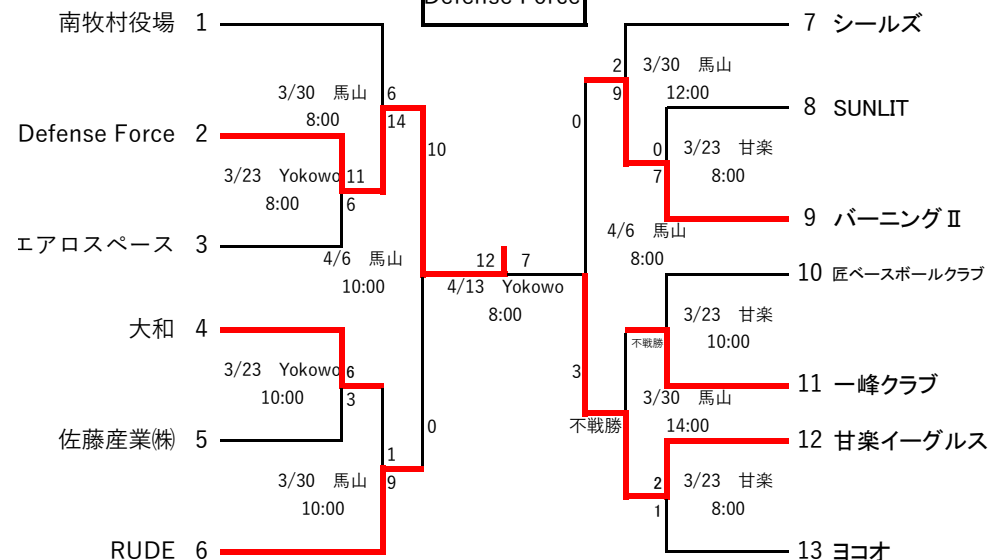 Defense Force
南牧村役場 1
3/30 馬山
8:00
6
14
Defense Force 2
3/23 Yokowo
8:00
11
6
エアロスペース 3
10
4/6 馬山
10:00
大和 4
3/23 Yokowo
10:00
6
3
佐藤産業㈱ 5
0
3/30 馬山
10:00
1
9
RUDE 6
12 7
4/13 Yokowo
8:00
7 シールズ
2
9
3/30 馬山
12:00
8 SUNLIT
0
0
7
3/23 甘楽
8:00
9 バーニングⅡ
4/6 馬山
8:00
10 匠ベースボールクラブ
3/23 甘楽
10:00
不戦勝
11 一峰クラブ
3
3/30 馬山
14:00
不戦勝
12 甘楽イーグルス
2
1
3/23 甘楽
8:00
13 ヨコオ